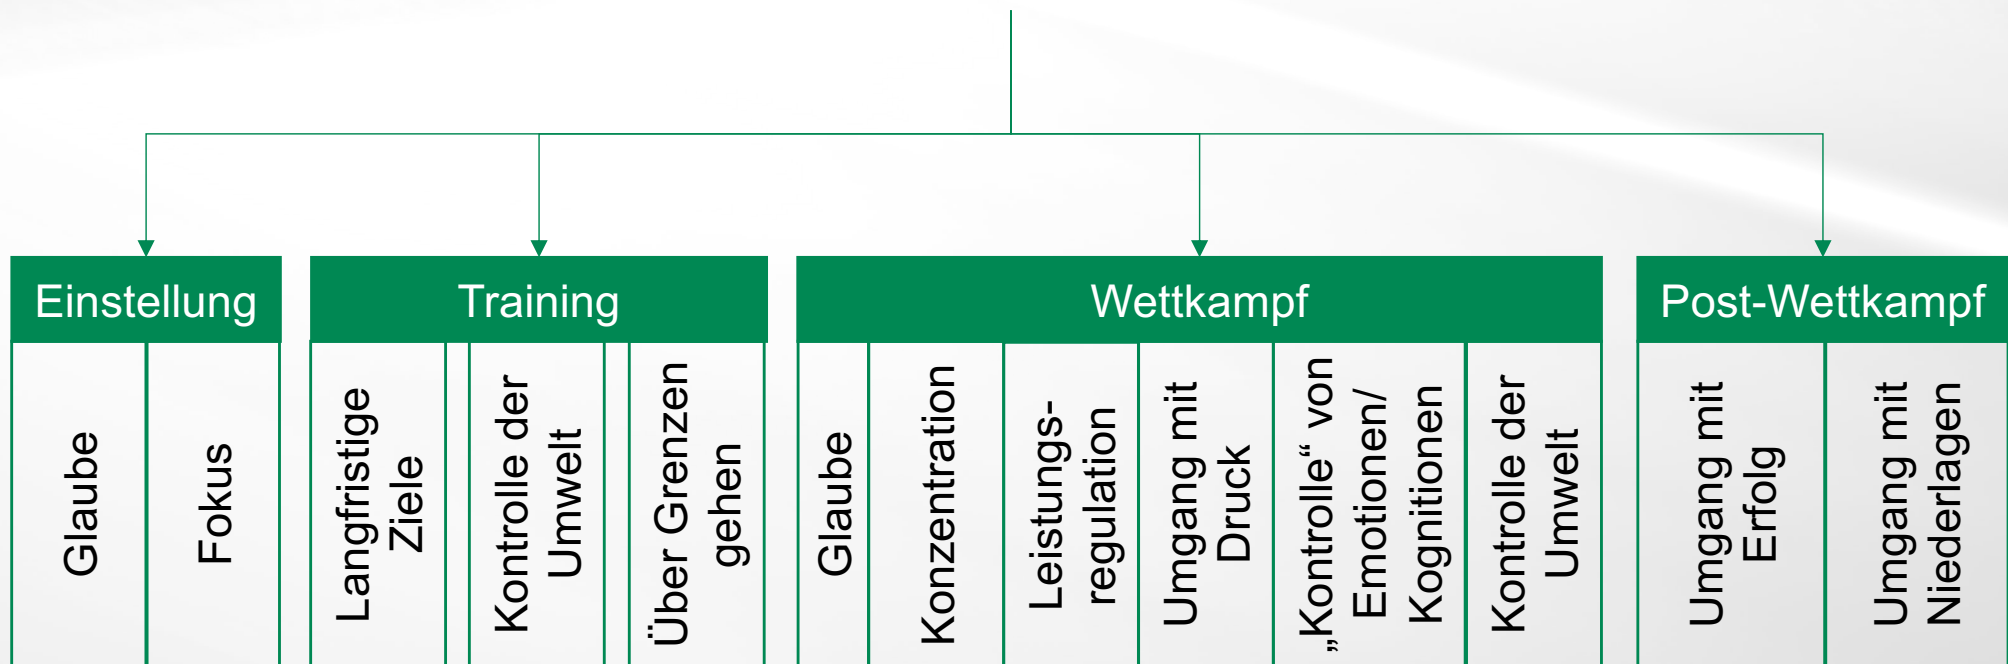 Einstellung
Glaube
Fokus
Training
Langfristige
Ziele
Kontrolle der
Umwelt
Über Grenzen
gehen
Wettkampf
Glaube
Konzentration
Leistungs-
regulation
Umgang mit
Druck
„Kontrolle“ von
Emotionen/
Kognitionen
Kontrolle der
Umwelt
Post-Wettkampf
Umgang mit
Erfolg
Umgang mit
Niederlagen